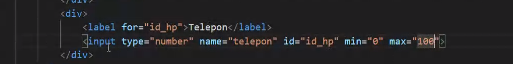 </div>
<div>
<label for="id_hp">Telepon</label>
<input type="number" name="telepon" id="id_hp" min="0" max="100">
</div>